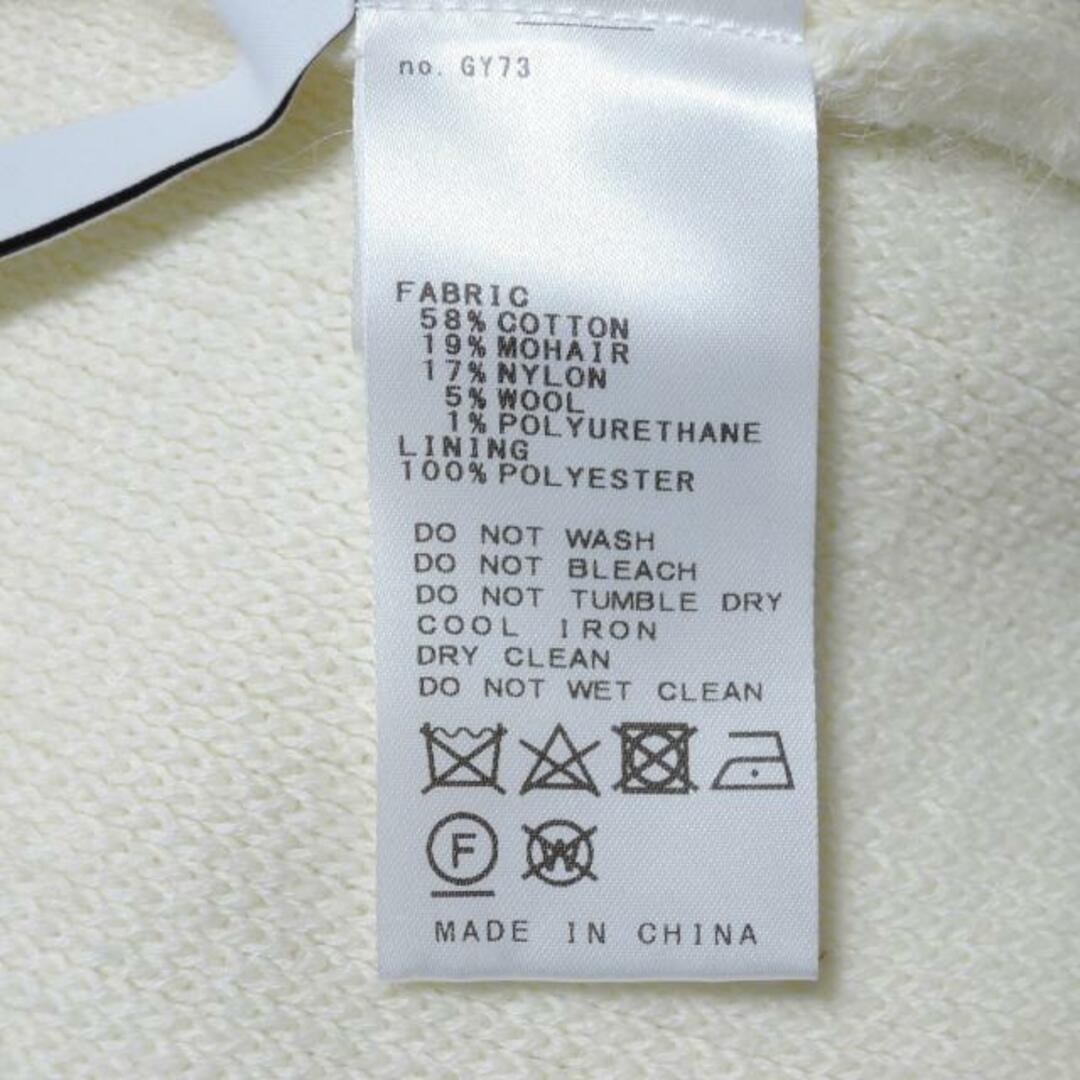 no. GY73
FABRIC
58% COTTON
19% MOHAIR
17% NYLON
5% WOOL
1% POLYURETHANE
LINING
100% POLYESTER
DO NOT WASH
DO NOT BLEACH
DO NOT TUMBLE DRY
COOL IRON
DRY CLEAN
DO NOT WET CLEAN
F W
MADE IN CHINA